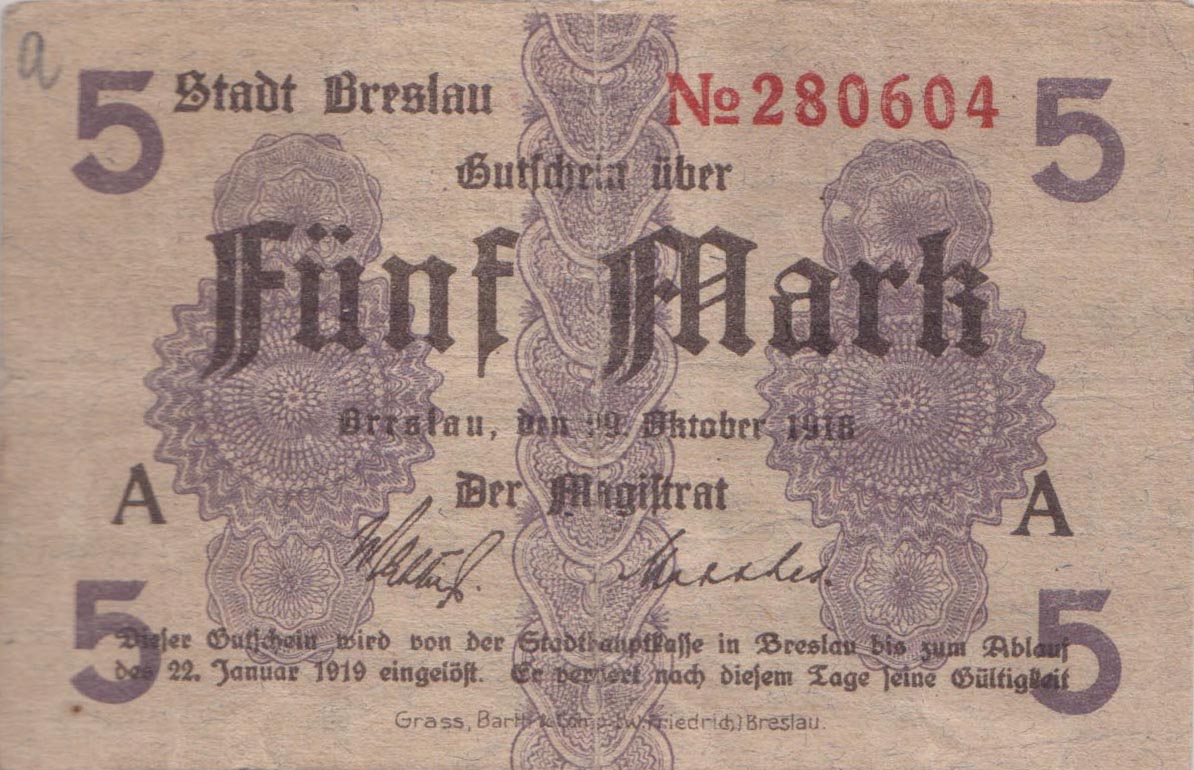 a
5 Stadt Breslau № 280604 5
Gutschein über
Fünf Mark
Breslau, den 29. Oktober 1918
Der Magistrat
A A
5 5
Dieser Gutschein wird von der Stadthauptkasse in Breslau bis zum Ablauf
des 22. Januar 1919 eingelöst. Er verliert nach diesem Tage seine Gültigkeit
Grass, Barth & Comp. (W. Friedrich) Breslau.